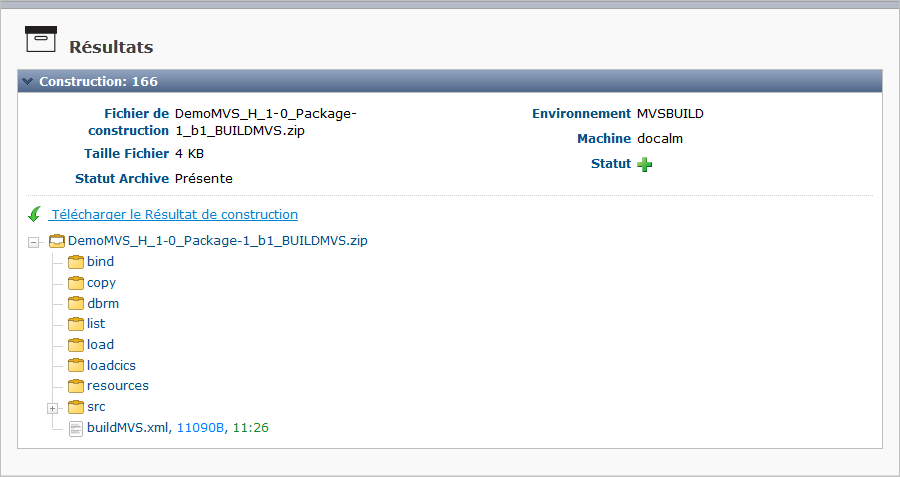 Résultats
Construction: 166
Fichier de construction DemoMVS_H_1-0_Package-1_b1_BUILDMVS.zip
Taille Fichier 4 KB
Statut Archive Présente
Environnement MVSBUILD
Machine docalm
Statut
Télécharger le Résultat de construction
DemoMVS_H_1-0_Package-1_b1_BUILDMVS.zip
bind
copy
dbrm
list
load
loadcics
resources
src
buildMVS.xml, 11090B, 11:26